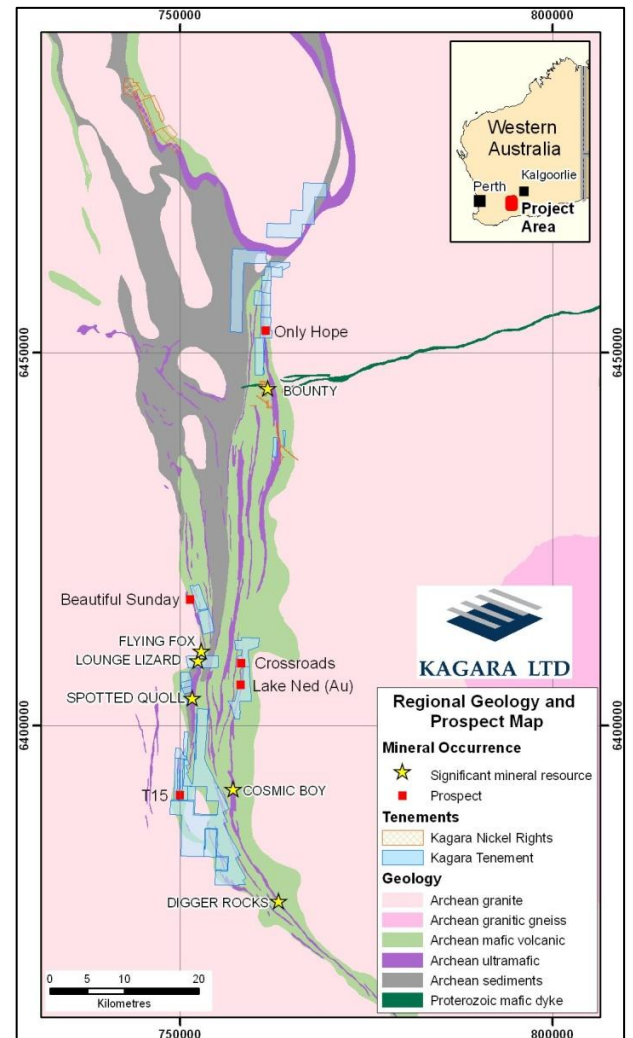 750000
800000
Western
Australia
Kalgoorlie
Perth
Project
Area
Only Hope
6450000
6450000
BOUNTY
Beautiful Sunday
FLYING FOX
LOUNGE LIZARD
Crossroads
Lake Ned (Au)
SPOTTED QUOLL
KAGARA LTD
6400000
6400000
T15
COSMIC BOY
DIGGER ROCKS
Regional Geology and
Prospect Map
Mineral Occurrence
Significant mineral resource
Prospect
Tenements
Kagara Nickel Rights
Kagara Tenement
Geology
Archean granite
Archean granitic gneiss
Archean mafic volcanic
Archean ultramafic
Archean sediments
Proterozoic mafic dyke
0 5 10 20
Kilometres
750000
800000